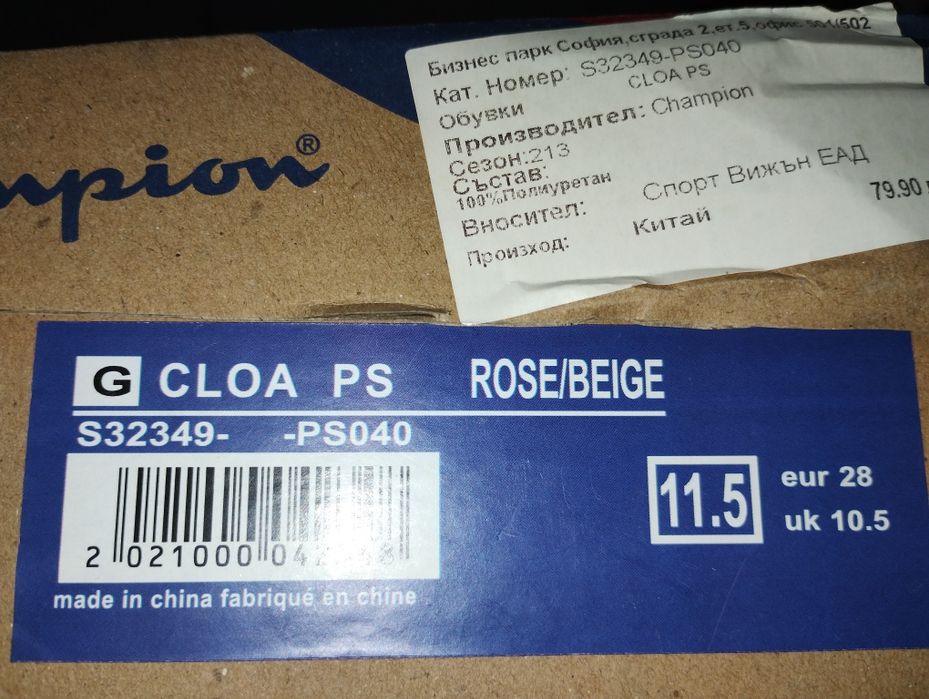 Бизнес парк София,сграда 2,ет.5,офис 501/502
Кат. Номер: S32349-PS040
Обувки CLOA PS
Производител: Champion
Сезон:213
Състав:
100%Полиуретан
Вносител: Спорт Вижън ЕАД
79.90
Произход: Китай
mpion®
G CLOA PS ROSE/BEIGE
S32349- -PS040
11.5 eur 28
uk 10.5
2 021000
made in china fabriqué en chine